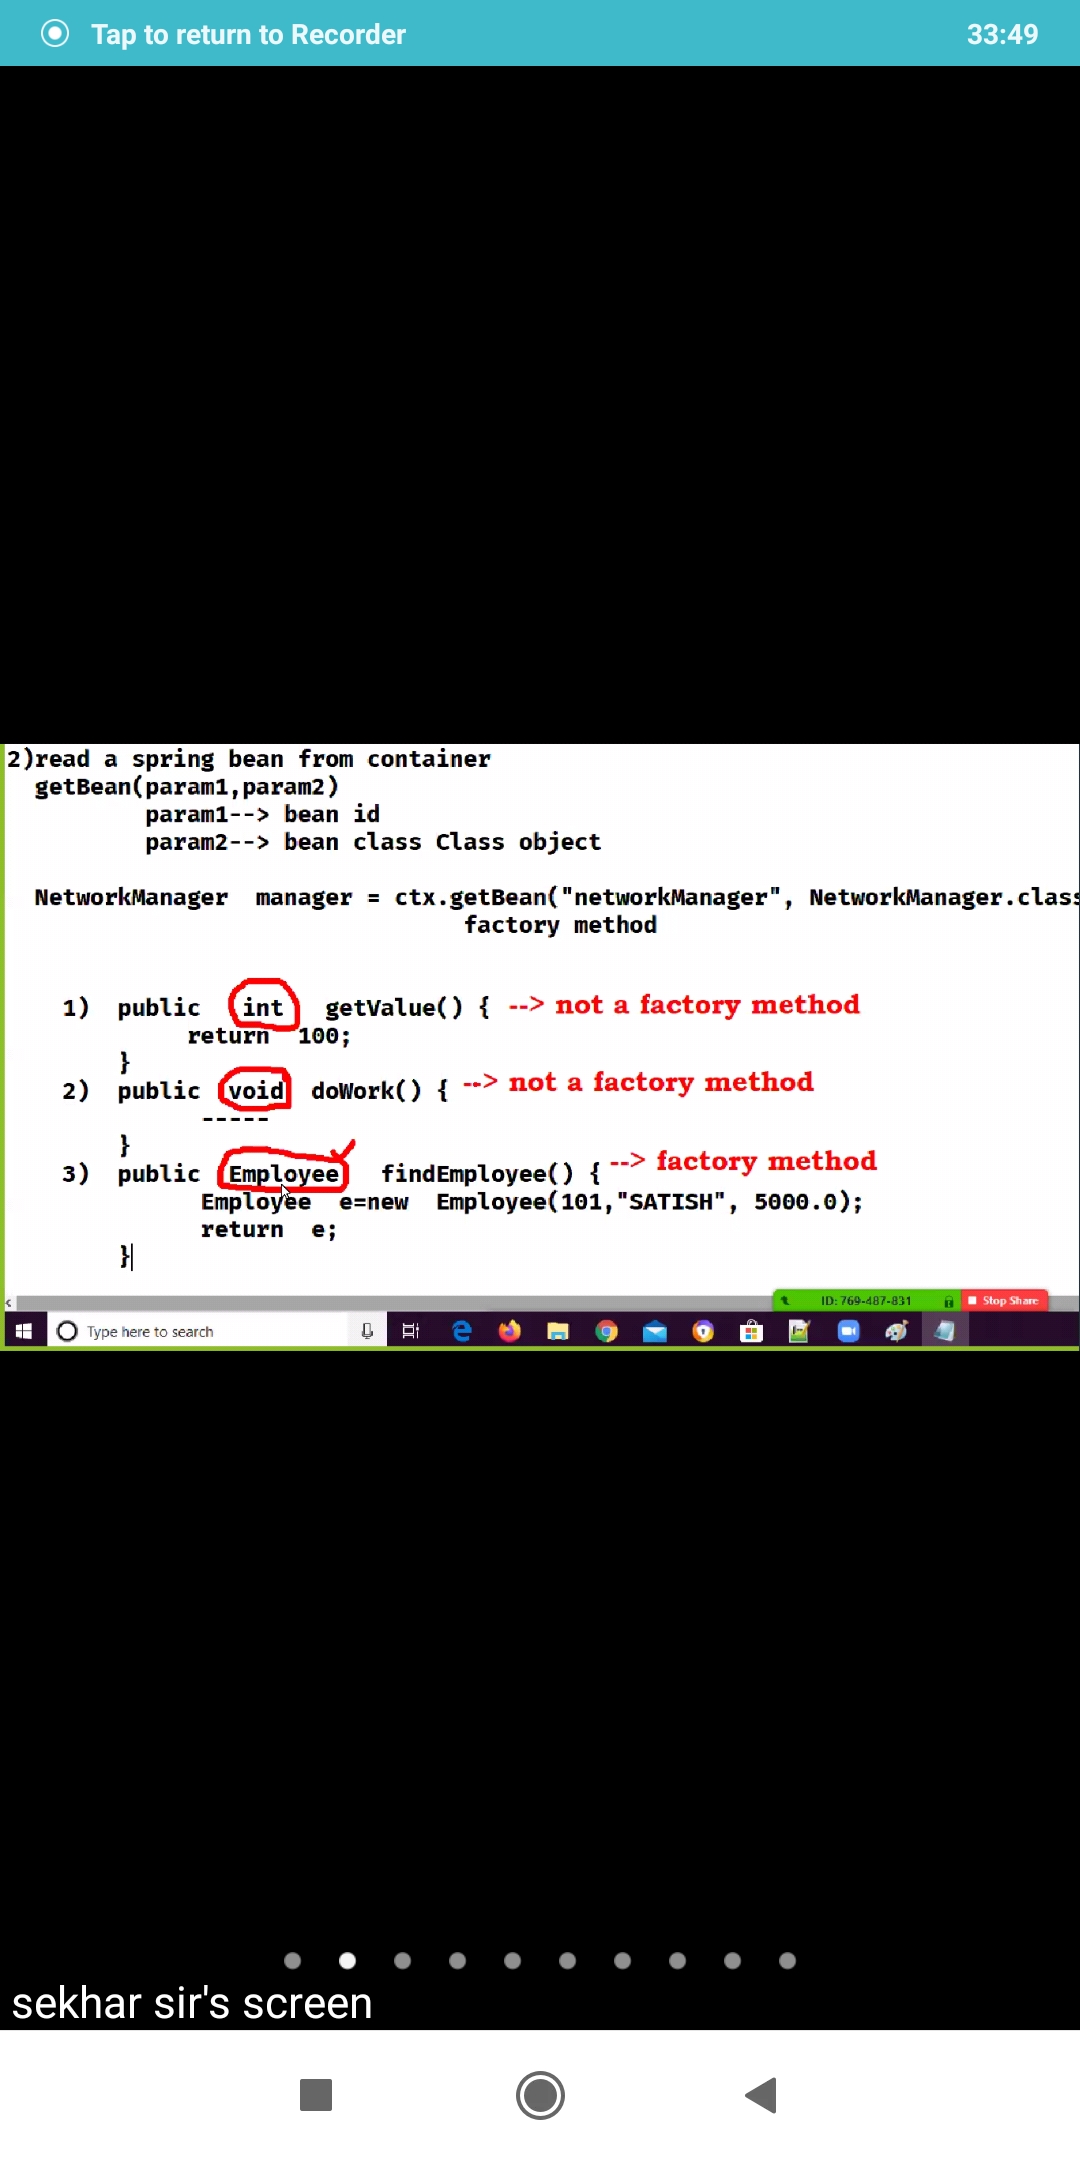 Tap to return to Recorder 33:49
2)read a spring bean from container
getBean(param1,param2)
param1--> bean id
param2--> bean class Class object
NetworkManager manager = ctx.getBean("networkManager", NetworkManager.class
factory method
1) public int getValue() { --> not a factory method
return 100;
}
2) public void doWork() { --> not a factory method
-----
}
3) public Employee findEmployee() { --> factory method
Employee e=new Employee(101,"SATISH", 5000.0);
return e;
}
ID: 769-487-831 Stop Share
Type here to search
sekhar sir's screen